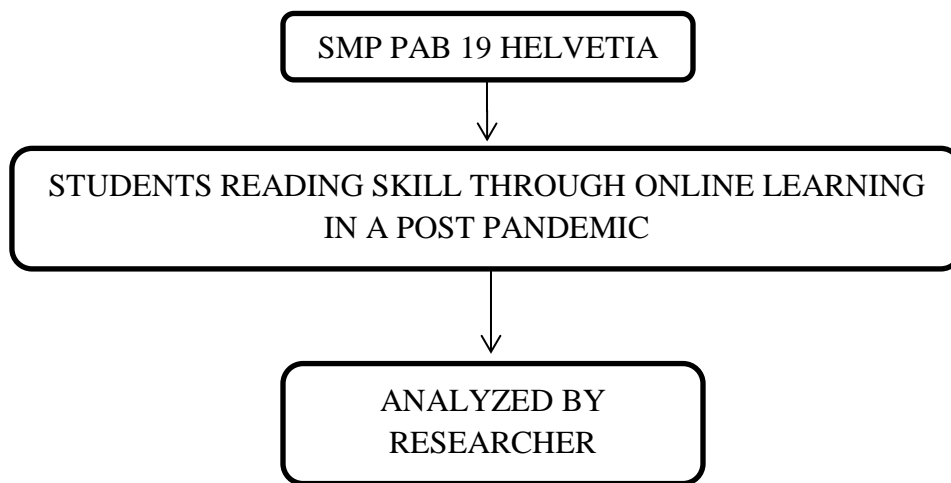 SMP PAB 19 HELVETIA
STUDENTS READING SKILL THROUGH ONLINE LEARNING
IN A POST PANDEMIC
ANALYZED BY
RESEARCHER